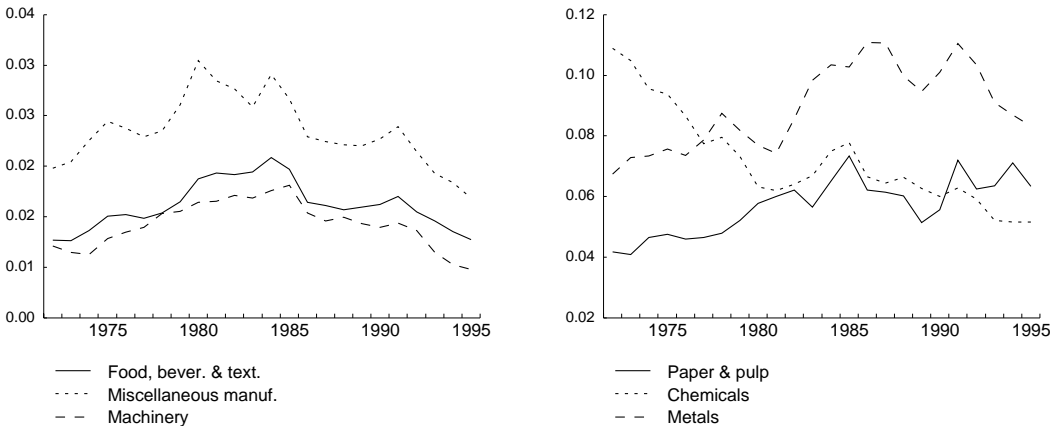 0.04
0.03
0.03
0.02
0.02
0.01
0.00
1975 1980 1985 1990 1995
Food, bever. & text.
Miscellaneous manuf.
Machinery
0.12
0.10
0.08
0.06
0.04
0.02
1975 1980 1985 1990 1995
Paper & pulp
Chemicals
Metals